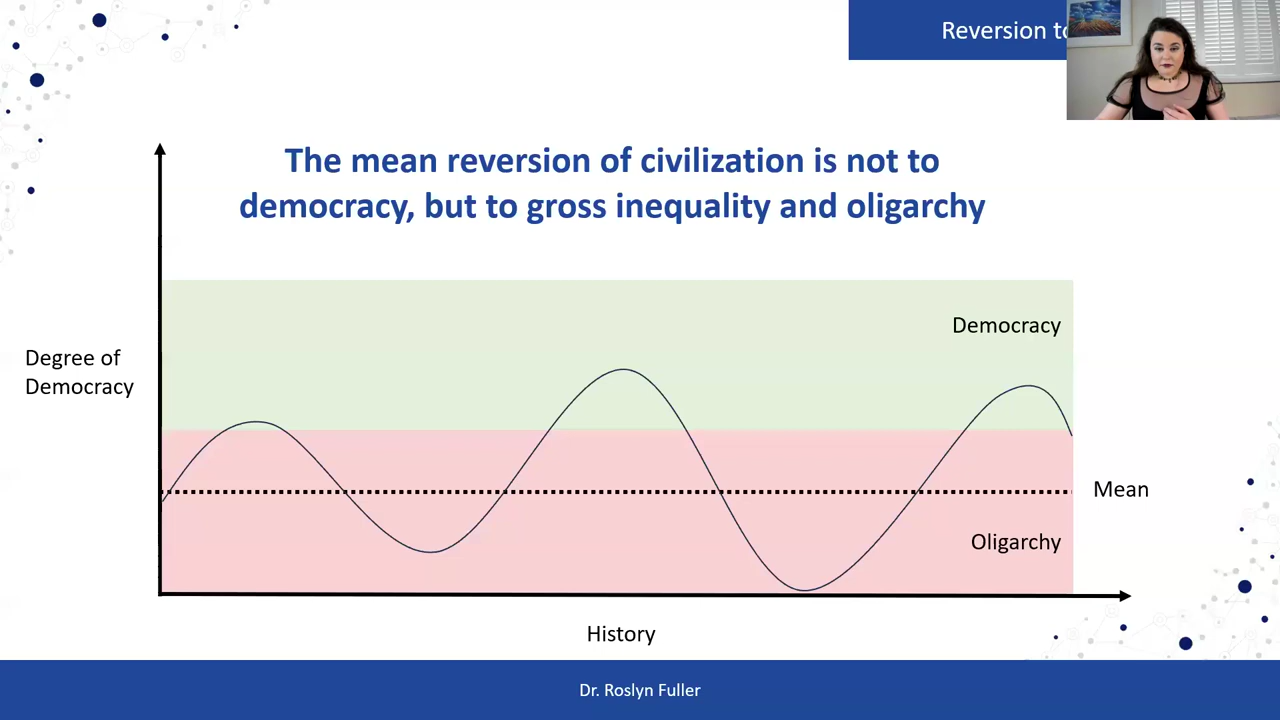 Reversion to
The mean reversion of civilization is not to
democracy, but to gross inequality and oligarchy
Democracy
Degree of
Democracy
Mean
Oligarchy
History
Dr. Roslyn Fuller